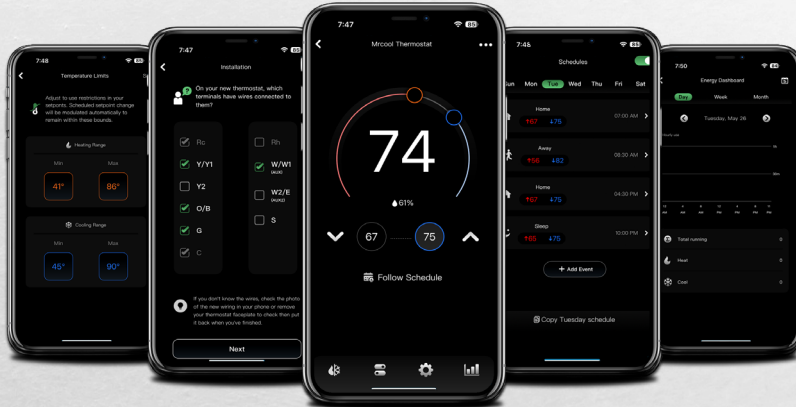 7:48
Temperature Limits
Adjust to use restrictions in your
setponts. Scheduled setpoint change
will be modulated automatically to
remain within these bounds.
Heating Range
Min
Max
41°
86°
Cooling Range
Min
Max
45°
90°
7:47
Installation
On your new thermostat, which
terminals have wires connected to
them?
Rc
Rh
Y/Y1
W/W1
(AUX)
Y2
W2/E
(AUX2)
O/B
S
G
C
If you don't know the wires, check the photo
of the new wiring in your phone or remove
your thermostat faceplate to check then put
it back when you've finished.
Next
7:47
85
Mrcool Thermostat
74
61%
67
75
Follow Schedule
7:48
85
Schedules
Sun Mon Tue Wed Thu Fri Sat
Home
67 75
07:00 AM
Away
82
08:30 AM
Home
67 75
04:30 PM
Sleep
65 75
10:00 PM
+ Add Event
Copy Tuesday schedule
7:50
84
Energy Dashboard
Day
Week
Month
Tuesday, May 26
Total running
0
Heat
0
Cool
0